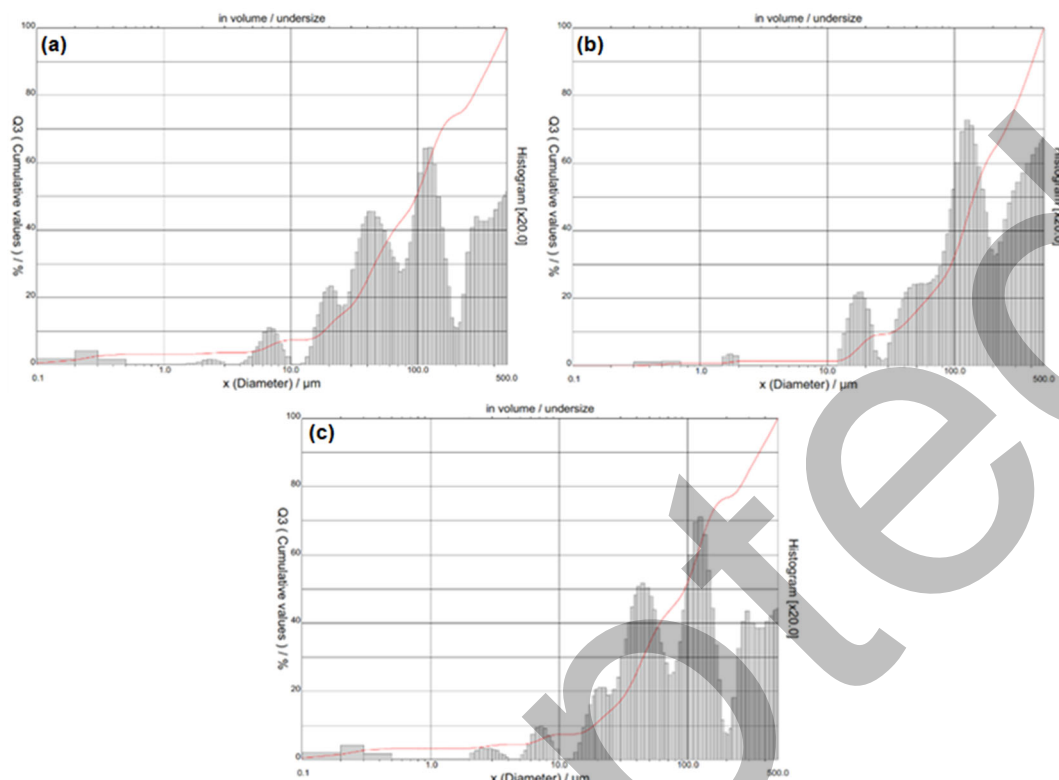 in volume / undersize
(a)
100
80
60
40
20
0
Q3 ( Cumulative values ) / %
Histogram [x20.0]
0.1 1.0 10.0 100.0 500.0
x (Diameter) / µm
in volume / undersize
(b)
100
80
60
40
20
0
Q3 ( Cumulative values ) / %
0.1 1.0 10.0 100.0 500.0
x (Diameter) / µm
in volume / undersize
(c)
100
80
60
40
20
0
Q3 ( Cumulative values ) / %
Histogram [x20.0]
0.1 1.0 10.0 100.0 500.0
x (Diameter) / µm
pted